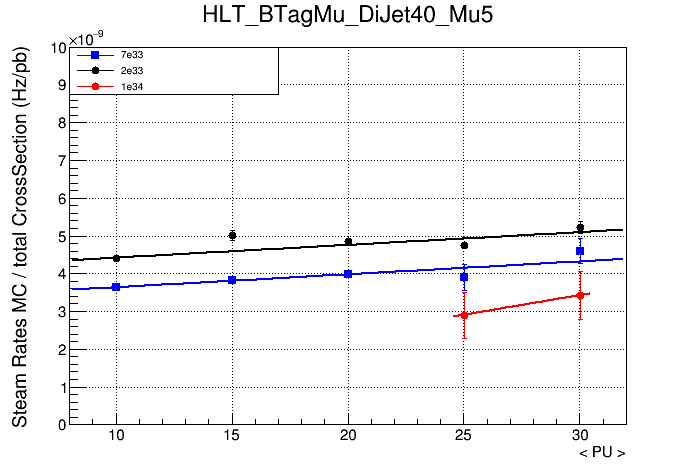 HLT_BTagMu_DiJet40_Mu5
×10⁻⁹
7e33
2e33
1e34
Steam Rates MC / total CrossSection (Hz/pb)
10
9
8
7
6
5
4
3
2
1
0
10 15 20 25 30
< PU >